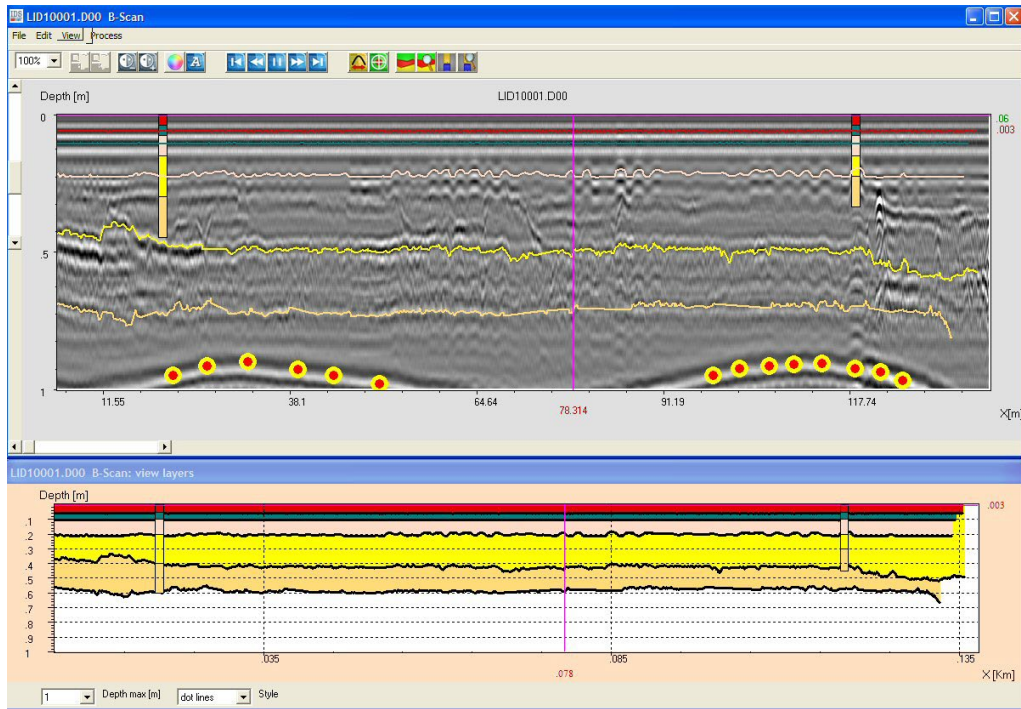 IDS LID10001.D00 B-Scan
File Edit View Process
100% A
Depth [m] LID10001.D00
0 .06
.003
.5
1
11.55 38.1 64.64 78.314 91.19 117.74
X[m]
LID10001.D00 B-Scan: view layers
Depth [m] .003
.1
.2
.3
.4
.5
.6
.7
.8
.9
1
.035 .078 .085 .135
X [Km]
1 Depth max [m] dot lines Style